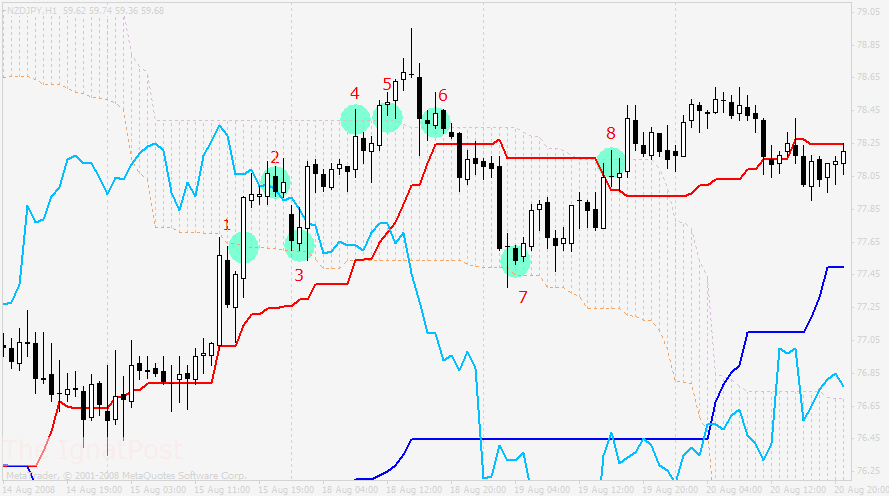 NZDJPY,H1 59.62 59.74 59.36 59.68
79.05
78.85
78.65
78.45
78.25
78.05
77.85
77.65
77.45
77.25
77.05
76.85
76.65
76.45
76.25
4
5
6
8
2
1
3
7
The IgnatPost
MetaTrader, © 2001-2008 MetaQuotes Software Corp.
14 Aug 2008
14 Aug 19:00
15 Aug 03:00
15 Aug 11:00
15 Aug 19:00
18 Aug 04:00
18 Aug 12:00
18 Aug 20:00
19 Aug 04:00
19 Aug 12:00
19 Aug 20:00
20 Aug 04:00
20 Aug 12:00
20 Aug 20:00